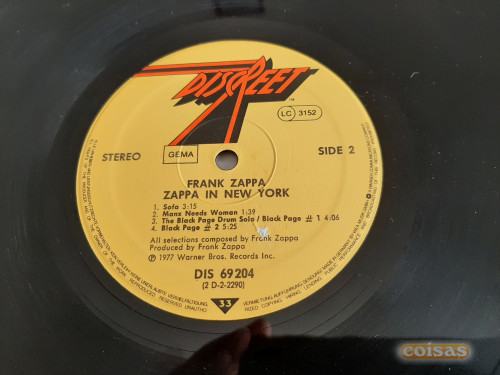 DISCREET
TM
LC 3152
STEREO
GEMA
SIDE 2
FRANK ZAPPA
ZAPPA IN NEW YORK
1. Sofa 3:15
2. Manx Needs Woman 1:39
3. The Black Page Drum Solo / Black Page # 1 4:06
4. Black Page # 2 5:25
All selections composed by Frank Zappa
Produced by Frank Zappa
℗ 1977 Warner Bros. Records Inc.
DIS 69 204
(2 D-2-2290)
33
coisas